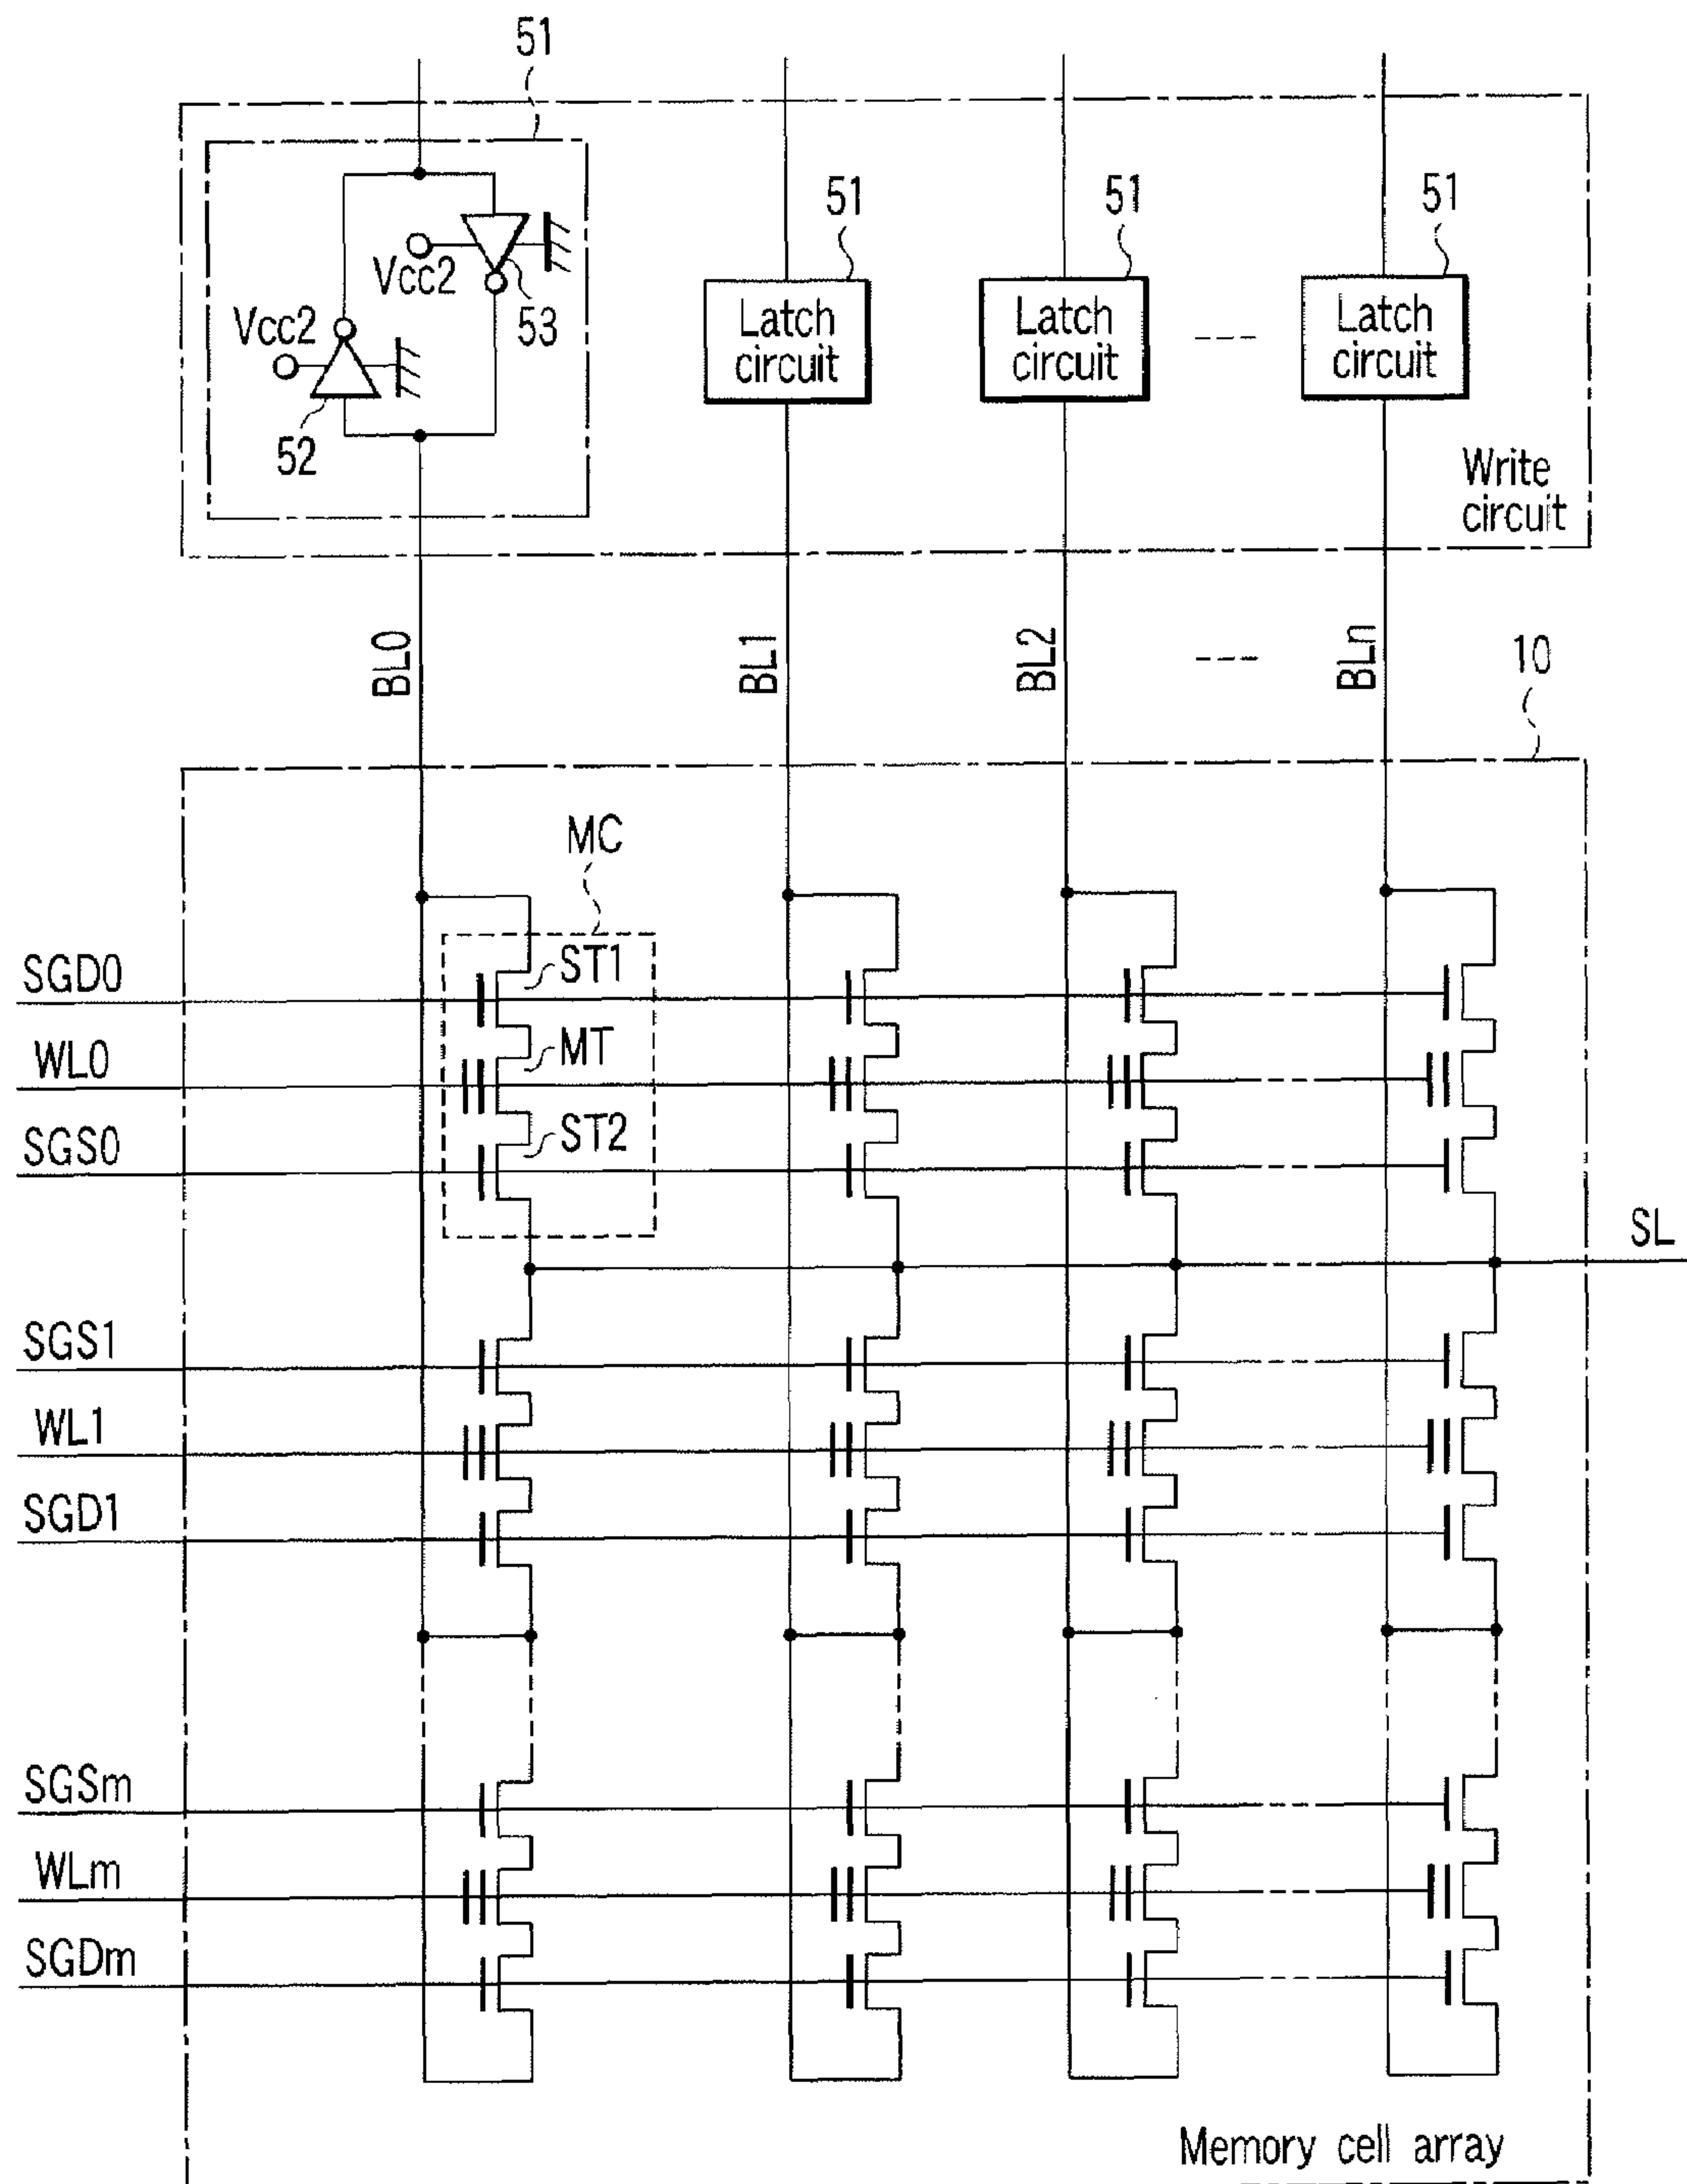 51
51
51
51
Vcc2
53
Vcc2
52
Latch
circuit
Latch
circuit
Latch
circuit
Write
circuit
BL0
BL1
BL2
BLn
10
MC
SGD0
ST1
WL0
MT
SGS0
ST2
SL
SGS1
WL1
SGD1
SGSm
WLm
SGDm
Memory cell array